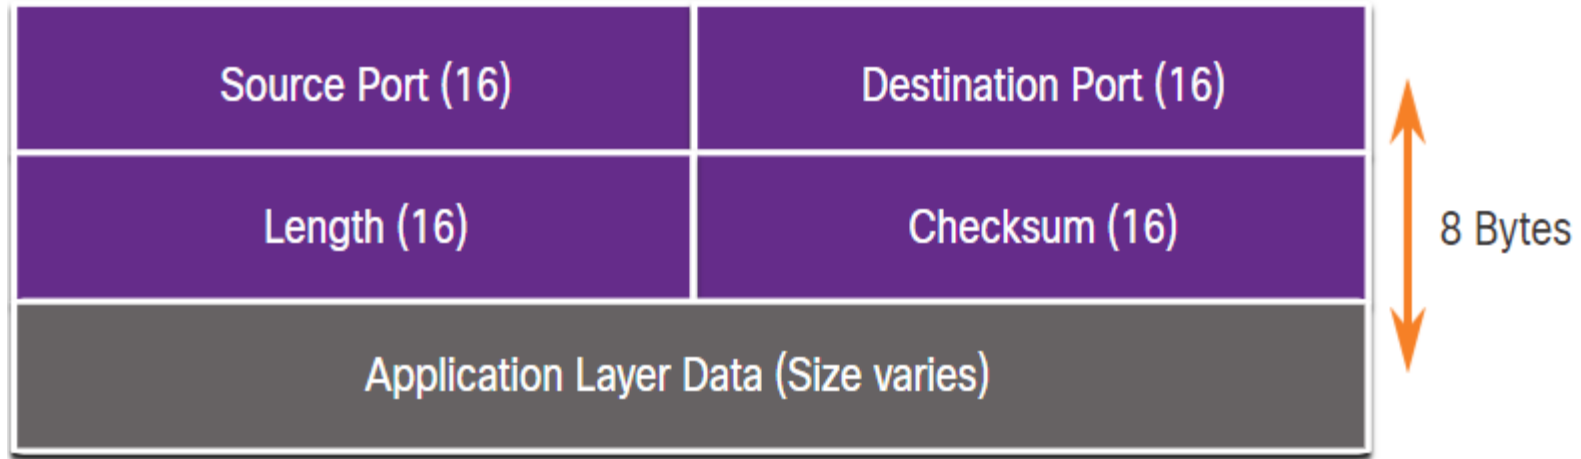 Source Port (16)
Destination Port (16)
Length (16)
Checksum (16)
8 Bytes
Application Layer Data (Size varies)